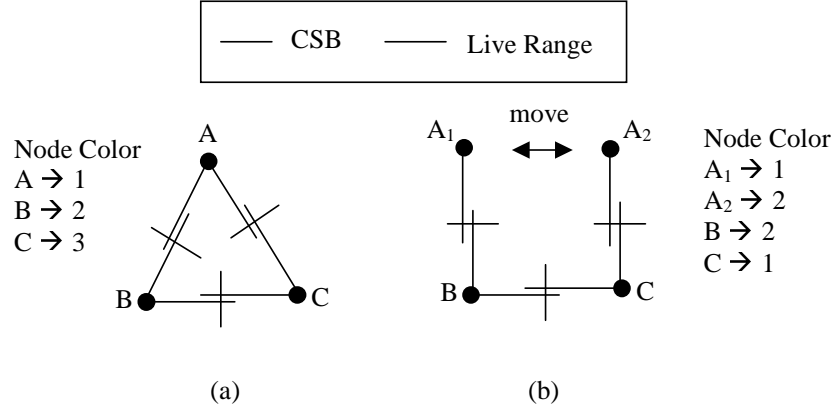 CSB Live Range
Node Color
A → 1
B → 2
C → 3
A
B
C
(a)
A₁ move A₂
B
C
(b)
Node Color
A₁ → 1
A₂ → 2
B → 2
C → 1